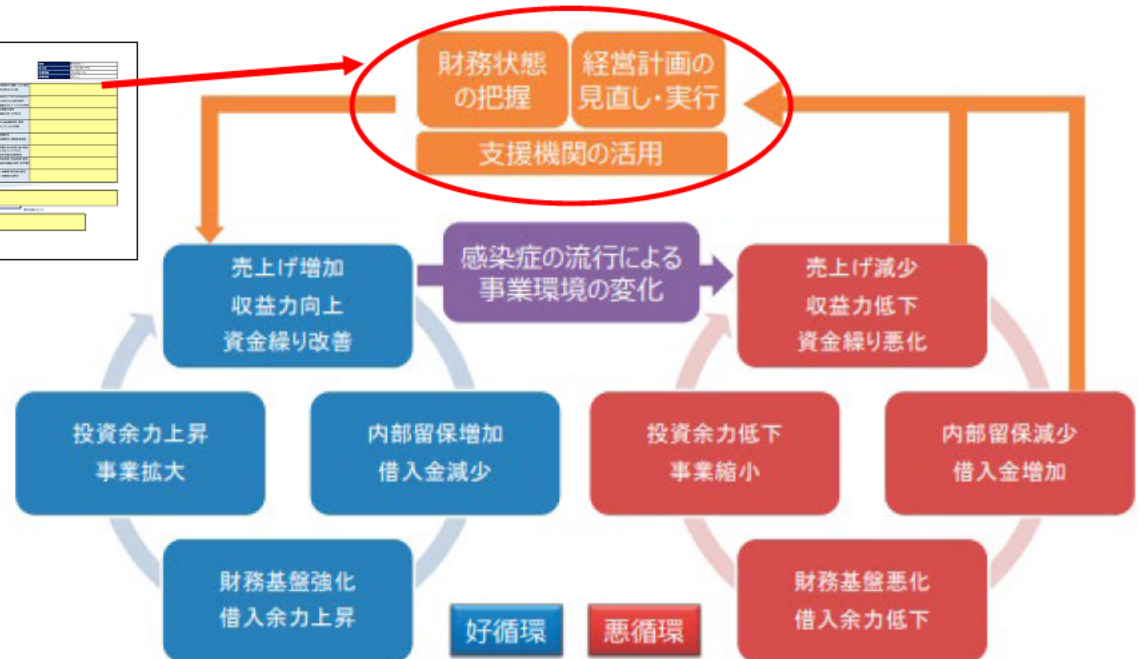 財務状態
の把握
経営計画の
見直し・実行
支援機関の活用
感染症の流行による
事業環境の変化
売上げ増加
収益力向上
資金繰り改善
売上げ減少
収益力低下
資金繰り悪化
投資余力上昇
事業拡大
内部留保増加
借入金減少
投資余力低下
事業縮小
内部留保減少
借入金増加
財務基盤強化
借入余力上昇
好循環
悪循環
財務基盤悪化
借入余力低下